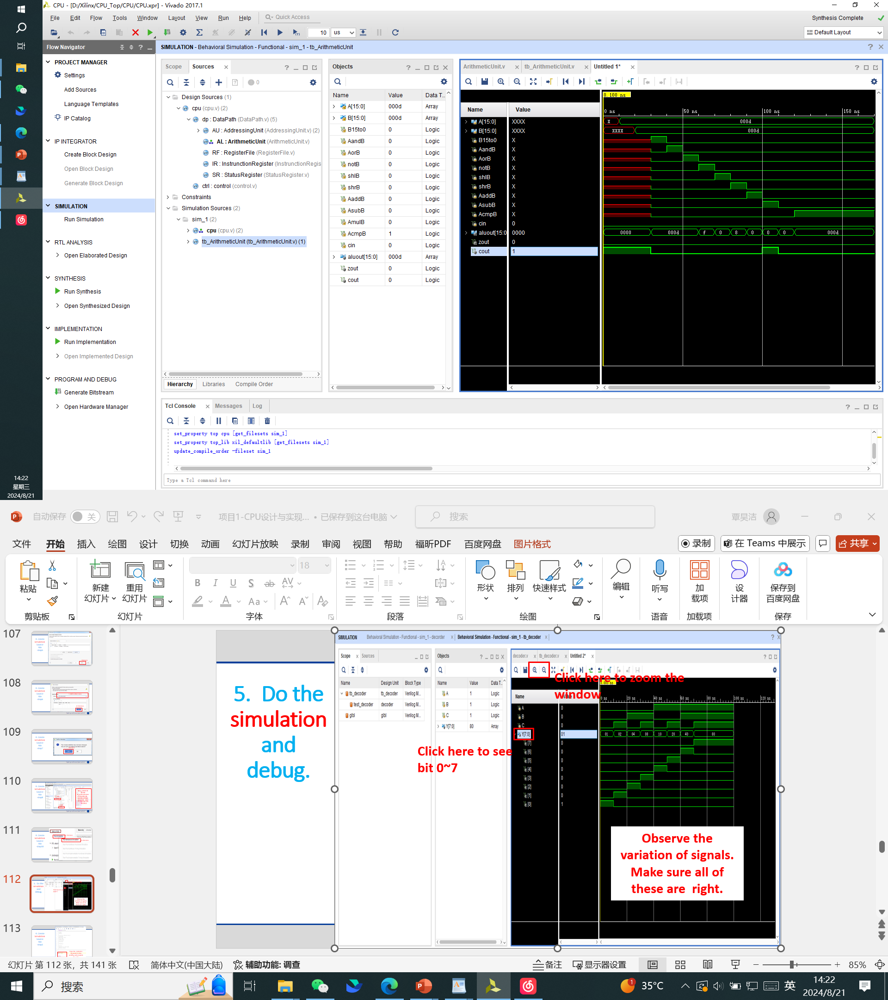 CPU - [D:/Xilinx/CPU_Top/CPU/CPU.xpr] - Vivado 2017.1
File Edit Flow Tools Window Layout View Run Help Quick Access
Synthesis Complete
10 us
Default Layout
Flow Navigator
PROJECT MANAGER
Settings
Add Sources
Language Templates
IP Catalog
IP INTEGRATOR
Create Block Design
Open Block Design
Generate Block Design
SIMULATION
Run Simulation
RTL ANALYSIS
Open Elaborated Design
SYNTHESIS
Run Synthesis
Open Synthesized Design
IMPLEMENTATION
Run Implementation
Open Implemented Design
PROGRAM AND DEBUG
Generate Bitstream
Open Hardware Manager
14:22
星期三
2024/8/21
SIMULATION - Behavioral Simulation - Functional - sim_1 - tb_ArithmeticUnit
Scope Sources
0
Design Sources (1)
cpu (cpu.v) (2)
dp : DataPath (DataPath.v) (5)
AU : AddressingUnit (AddressingUnit.v) (2)
AL : ArithmeticUnit (ArithmeticUnit.v)
RF : RegisterFile (RegisterFile.v)
IR : InstrunctionRegister (InstrunctionRegis
SR : StatusRegister (StatusRegister.v)
ctrl : control (control.v)
Constraints
Simulation Sources (2)
sim_1 (2)
cpu (cpu.v) (2)
tb_ArithmeticUnit (tb_ArithmeticUnit.v) (1)
Hierarchy Libraries Compile Order
Objects
Name Value Data T..
A[15:0] 000d Array
B[15:0] 000d Array
B15to0 0 Logic
AandB 0 Logic
AorB 0 Logic
notB 0 Logic
shlB 0 Logic
shrB 0 Logic
AaddB 0 Logic
AsubB 0 Logic
AmulB 0 Logic
AcmpB 1 Logic
cin 0 Logic
aluout[15:0] 000d Array
zout 0 Logic
cout 0 Logic
ArithmeticUnit.v tb_ArithmeticUnit.v Untitled 1*
0.100 ns
Name Value 0 ns 50 ns 100 ns 150 ns
A[15:0] XXXX X 000d
B[15:0] XXXX XXXX 000d
B15to0 X
AandB X
AorB X
notB X
shlB X
shrB X
AaddB X
AsubB X
AcmpB X
cin 0
aluout[15:0 0000 0000 000d f 0 8 0 0 0 000d
zout 0
cout 1
Tcl Console Messages Log
set_property top cpu [get_filesets sim_1]
set_property top_lib xil_defaultlib [get_filesets sim_1]
update_compile_order -fileset sim_1
Type a Tcl command here
自动保存 关 项目1-CPU设计与实现... • 已保存到这台电脑 搜索 覃昊洁
文件 开始 插入 绘图 设计 切换 动画 幻灯片放映 录制 审阅 视图 帮助 福昕PDF 百度网盘 图片格式 录制 在 Teams 中展示 共享
粘贴
剪贴板
新建
幻灯片
重用
幻灯片
幻灯片
18
B I U S ab AV
A Aa A A A
字体
段落
形状 排列 快速样式
绘图
编辑
听写
语音
加
载项
加载项
设
计器
保存到
百度网盘
保存
107
108
109
110
111
112
113
5. Do the
simulation
and
debug.
SIMULATION Behavioral Simulation - Functional - sim_1 - decorder Behavioral Simulation - Functional - sim_1 - tb_decoder
Scope Sources
Name Design Unit Block Type
tb_decoder tb_decoder Verilog M...
test_decoder decoder Verilog M...
glbl glbl Verilog M...
Objects
Name Value Data T..
A 1 Logic
B 1 Logic
C 1 Logic
Y[7:0] 80 Array
decoder.v tb_decoder.v Untitled 2*
Click here to zoom the
window
Name
0 ns 20 ns 40 ns 60 ns 80 ns 100 ns 120 ns
A 0
B 0
C 0
Y[7:0] 01 01 02 04 08 10 20 40 80
[7] 0
[6] 0
[5] 0
[4] 0
[3] 0
[2] 0
[1] 0
[0] 1
Click here to see
bit 0~7
Observe the
variation of signals.
Make sure all of
these are right.
幻灯片 第 112 张，共 141 张 简体中文(中国大陆) 辅助功能: 调查 备注 显示器设置 85%
搜索 1 35°C 英 14:22
2024/8/21